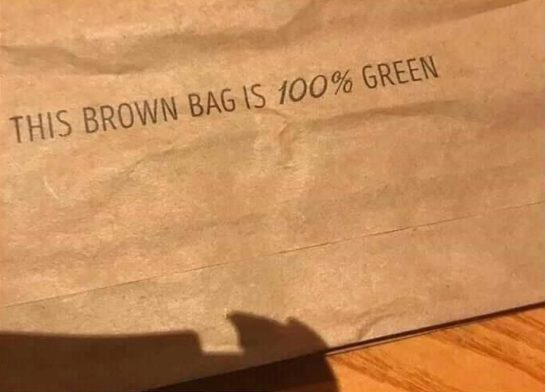 THIS BROWN BAG IS 100% GREEN